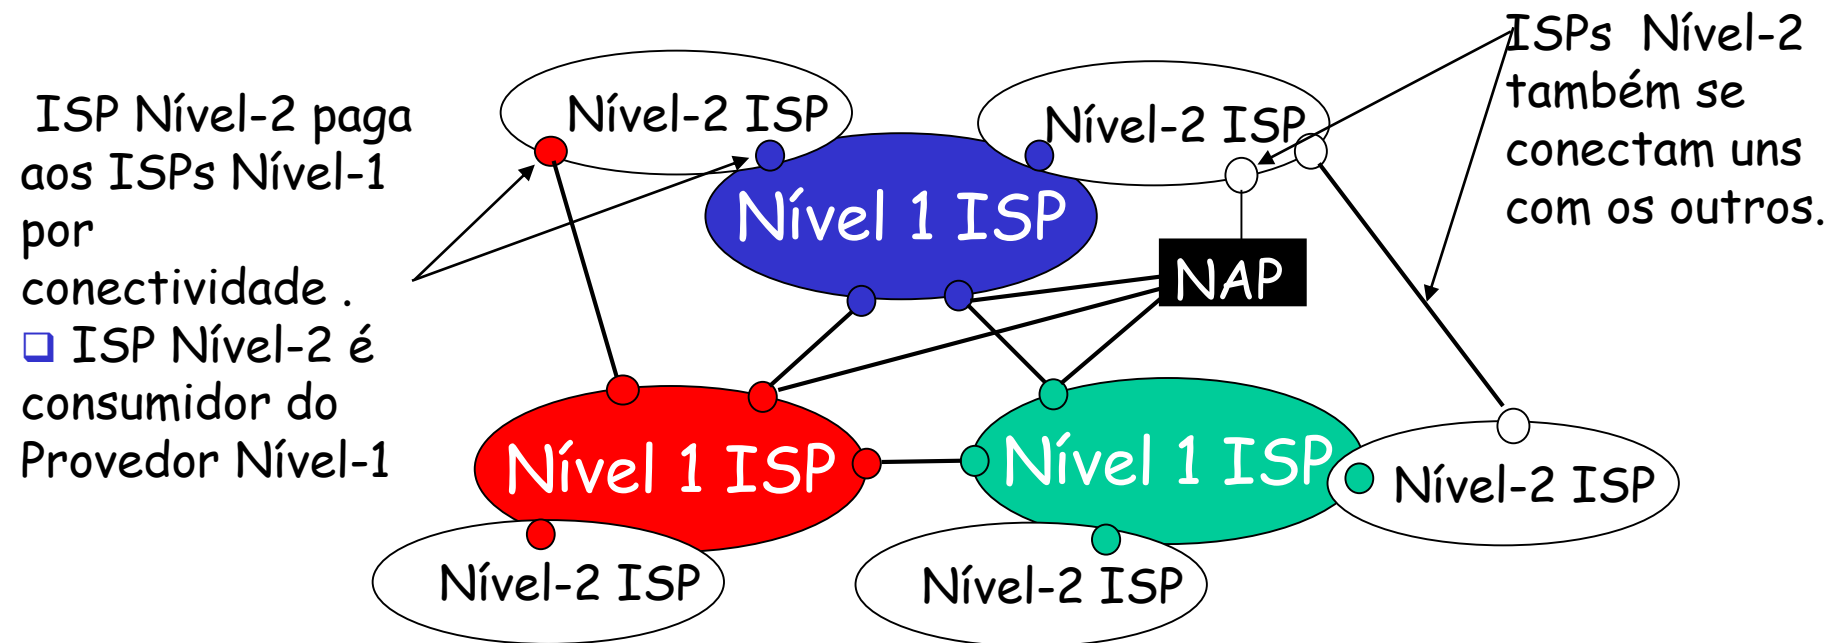 ISP Nível-2 paga
aos ISPs Nível-1
por
conectividade .
ISP Nível-2 é
consumidor do
Provedor Nível-1
Nível-2 ISP
Nível-2 ISP
ISPs Nível-2
também se
conectam uns
com os outros.
Nível 1 ISP
NAP
Nível 1 ISP
Nível 1 ISP
Nível-2 ISP
Nível-2 ISP
Nível-2 ISP